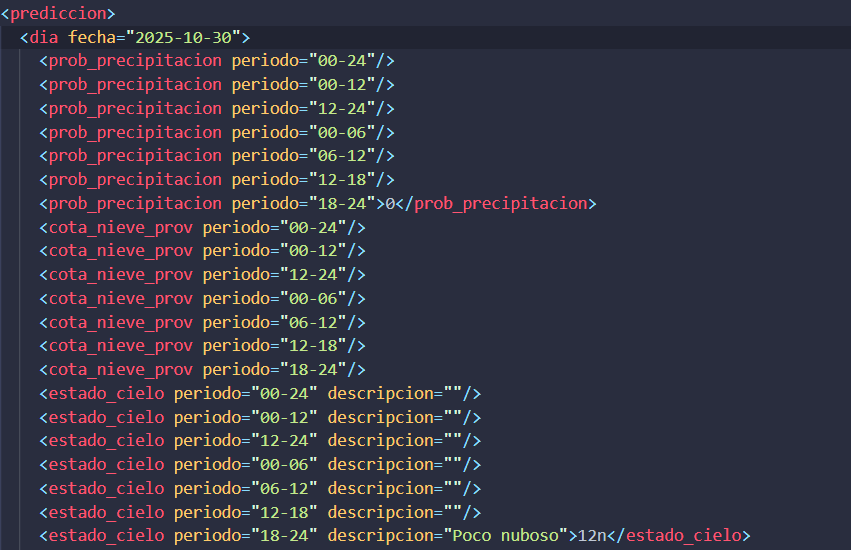 <prediccion>
<dia fecha="2025-10-30">
<prob_precipitacion periodo="00-24"/>
<prob_precipitacion periodo="00-12"/>
<prob_precipitacion periodo="12-24"/>
<prob_precipitacion periodo="00-06"/>
<prob_precipitacion periodo="06-12"/>
<prob_precipitacion periodo="12-18"/>
<prob_precipitacion periodo="18-24">0</prob_precipitacion>
<cota_nieve_prov periodo="00-24"/>
<cota_nieve_prov periodo="00-12"/>
<cota_nieve_prov periodo="12-24"/>
<cota_nieve_prov periodo="00-06"/>
<cota_nieve_prov periodo="06-12"/>
<cota_nieve_prov periodo="12-18"/>
<cota_nieve_prov periodo="18-24"/>
<estado_cielo periodo="00-24" descripcion=""/>
<estado_cielo periodo="00-12" descripcion=""/>
<estado_cielo periodo="12-24" descripcion=""/>
<estado_cielo periodo="00-06" descripcion=""/>
<estado_cielo periodo="06-12" descripcion=""/>
<estado_cielo periodo="12-18" descripcion=""/>
<estado_cielo periodo="18-24" descripcion="Poco nuboso">12n</estado_cielo>